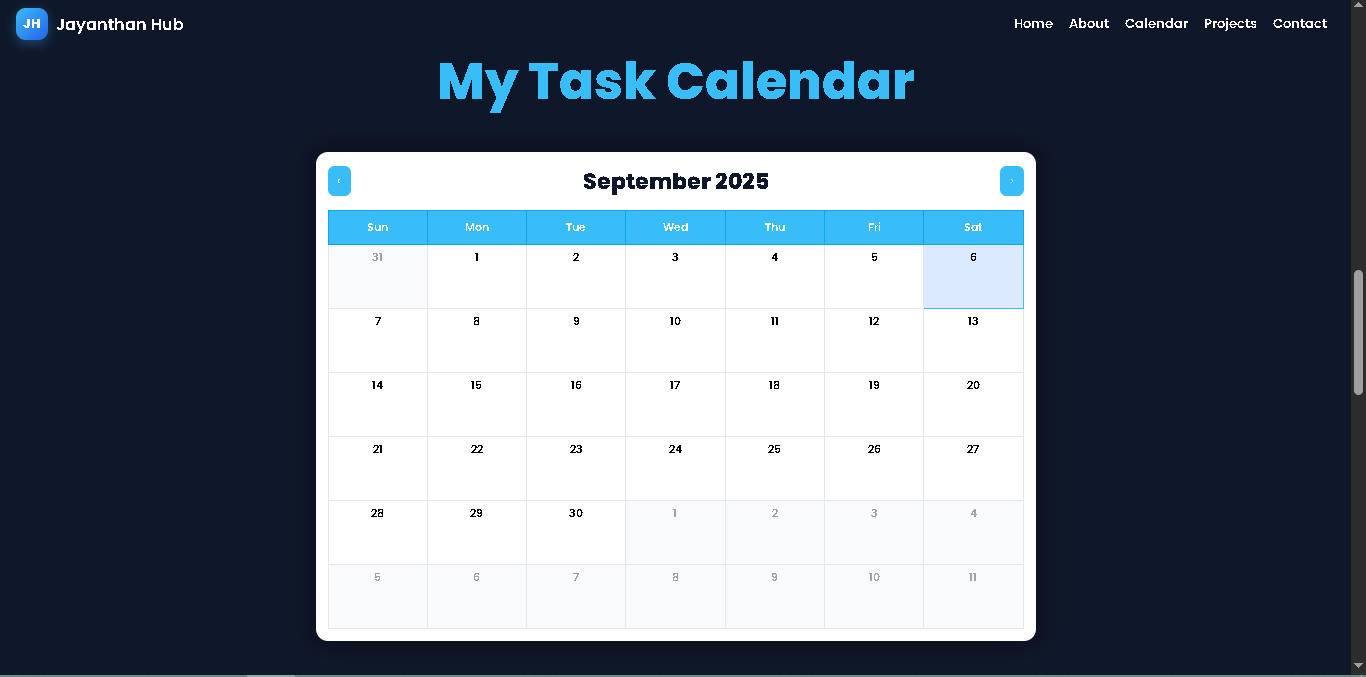 JH Jayanthan Hub Home About Calendar Projects Contact
My Task Calendar
‹ September 2025 ›
Sun Mon Tue Wed Thu Fri Sat
31 1 2 3 4 5 6
7 8 9 10 11 12 13
14 15 16 17 18 19 20
21 22 23 24 25 26 27
28 29 30 1 2 3 4
5 6 7 8 9 10 11